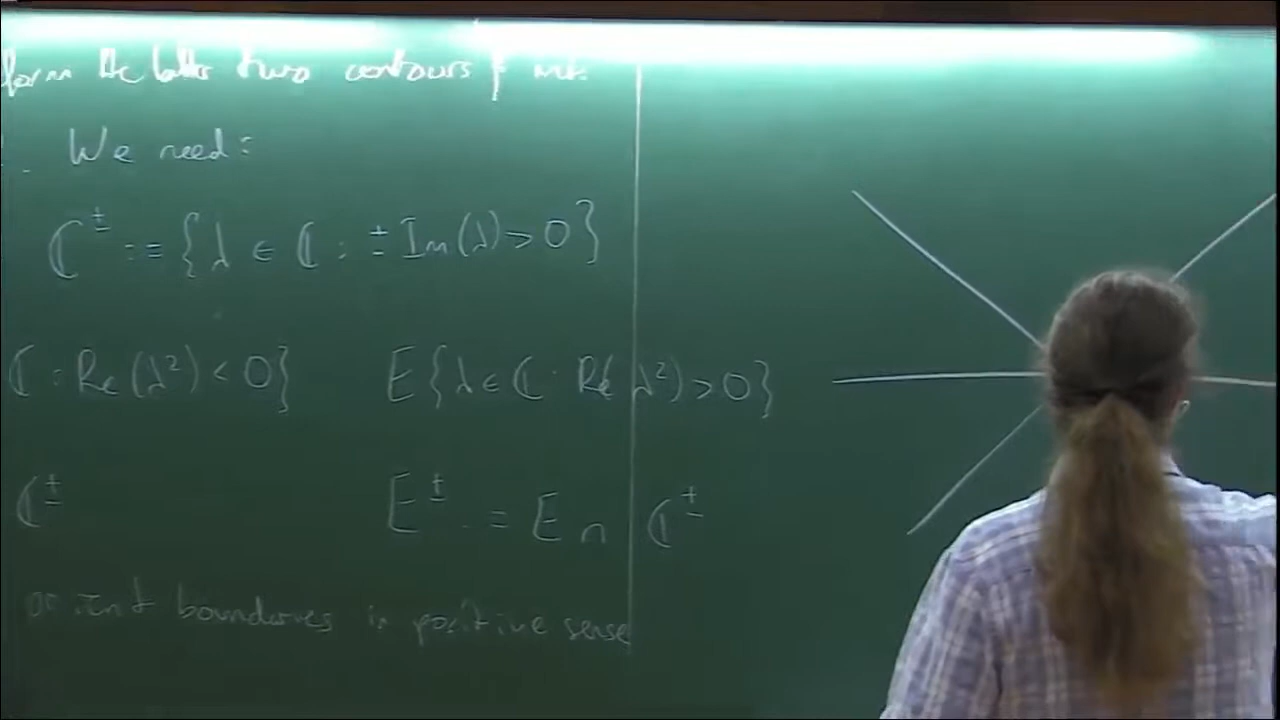 form the latter two contours &
We need:
ℂ^± := {λ ∈ ℂ : ± Im(λ) > 0}
ℂ : Re(λ²) < 0}   E{λ ∈ ℂ : Re(λ²) > 0}
ℂ^±   E^± = E ∩ ℂ^±
orient boundaries in positive sense